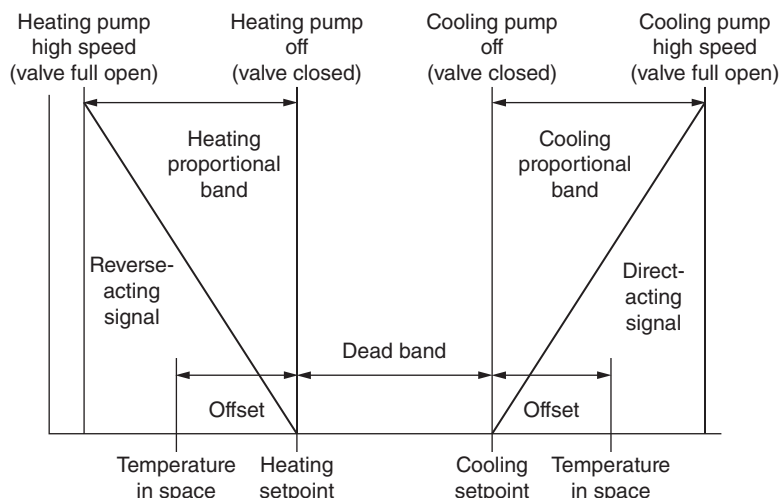 Heating pump
high speed
(valve full open)
Heating pump
off
(valve closed)
Cooling pump
off
(valve closed)
Cooling pump
high speed
(valve full open)
Heating
proportional
band
Cooling
proportional
band
Reverse-
acting
signal
Direct-
acting
signal
Dead band
Offset
Offset
Temperature
in space
Heating
setpoint
Cooling
setpoint
Temperature
in space